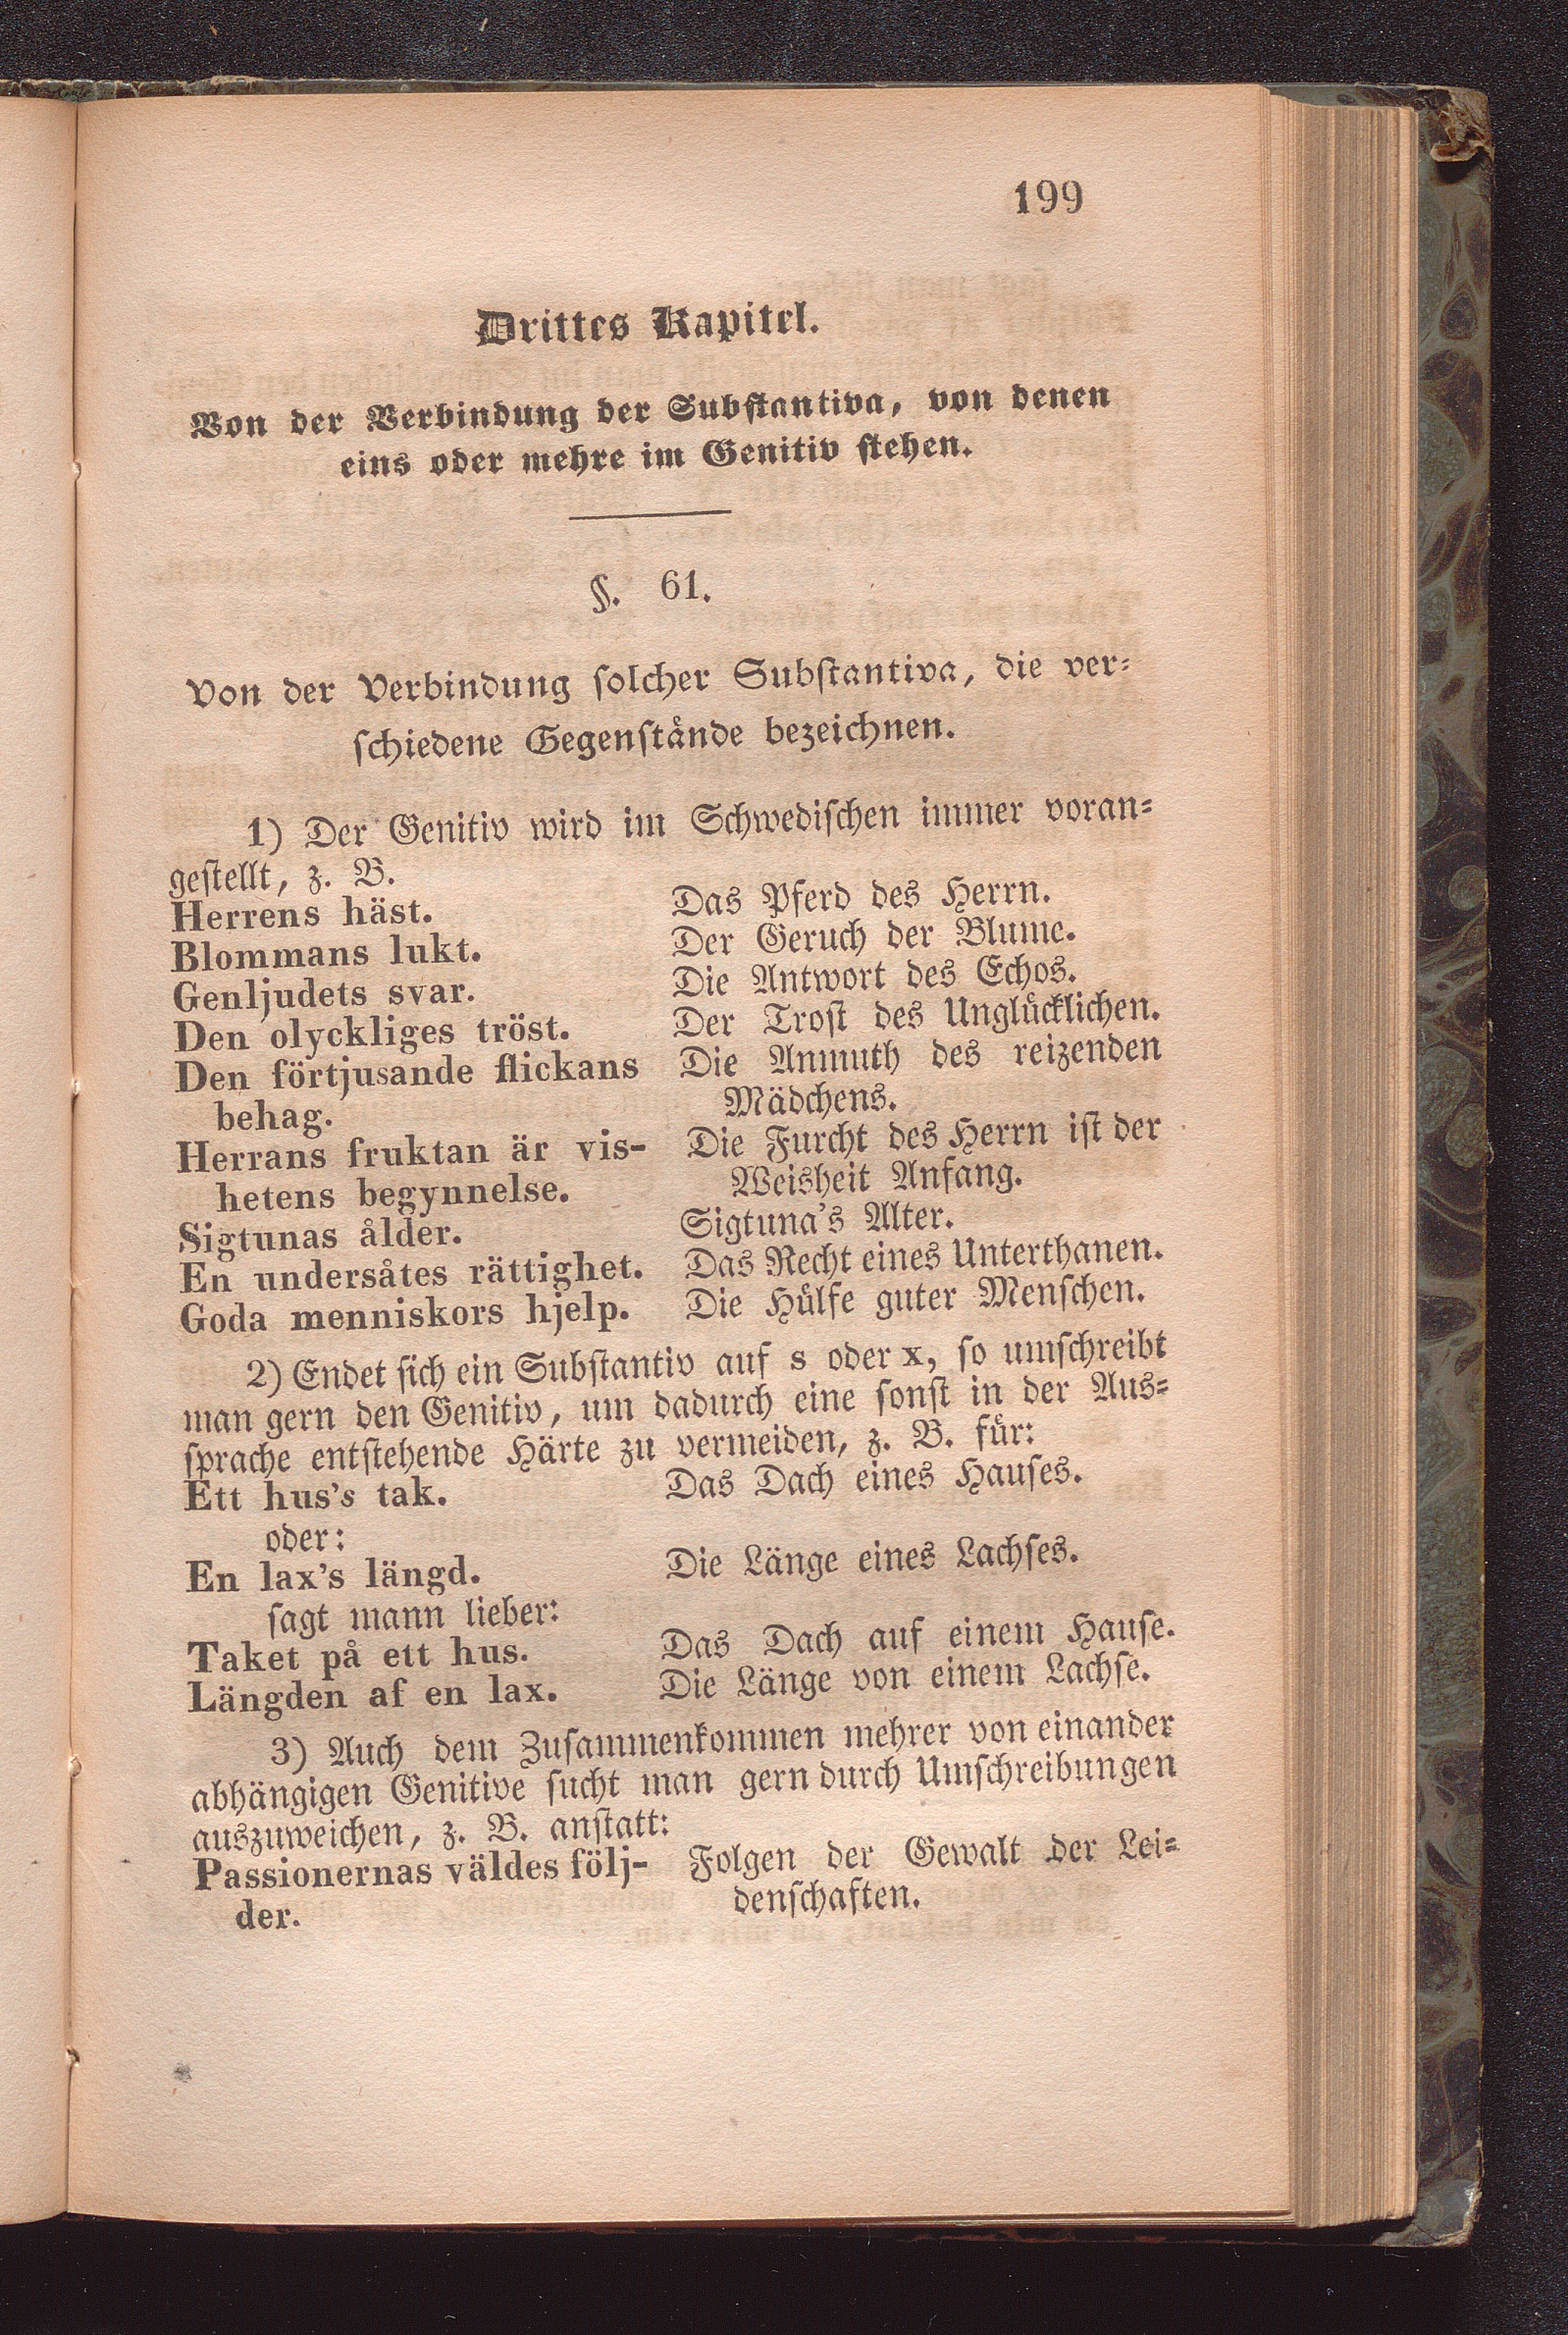 199
Drittes Kapitel.
Von der Verbindung der Subſtantiva, von denen
eins oder mehre im Genitiv ſtehen.
§. 61.
Von der Verbindung ſolcher Subſtantiva, die ver⸗
ſchiedene Gegenſtände bezeichnen.
1) Der Genitiv wird im Schwediſchen immer voran⸗
geſtellt, z. B.
Herrens häst. Das Pferd des Herrn.
Blommans lukt. Der Geruch der Blume.
Genljudets svar. Die Antwort des Echos.
Den olyckliges tröst. Der Troſt des Unglücklichen.
Den förtjusande flickans Die Anmuth des reizenden
behag. Mädchens.
Herrans fruktan är vis- Die Furcht des Herrn iſt der
hetens begynnelse. Weisheit Anfang.
Sigtunas ålder. Sigtuna's Alter.
En undersåtes rättighet. Das Recht eines Unterthanen.
Goda menniskors hjelp. Die Hülfe guter Menſchen.
2) Endet ſich ein Subſtantiv auf s oder x, ſo umſchreibt
man gern den Genitiv, um dadurch eine ſonſt in der Aus⸗
ſprache entſtehende Härte zu vermeiden, z. B. für:
Ett hus's tak. Das Dach eines Hauſes.
oder:
En lax's längd. Die Länge eines Lachſes.
ſagt mann lieber:
Taket på ett hus. Das Dach auf einem Hauſe.
Längden af en lax. Die Länge von einem Lachſe.
3) Auch dem Zuſammenkommen mehrer von einander
abhängigen Genitive ſucht man gern durch Umſchreibungen
auszuweichen, z. B. anſtatt:
Passionernas väldes följ- Folgen der Gewalt der Lei⸗
der. denſchaften.